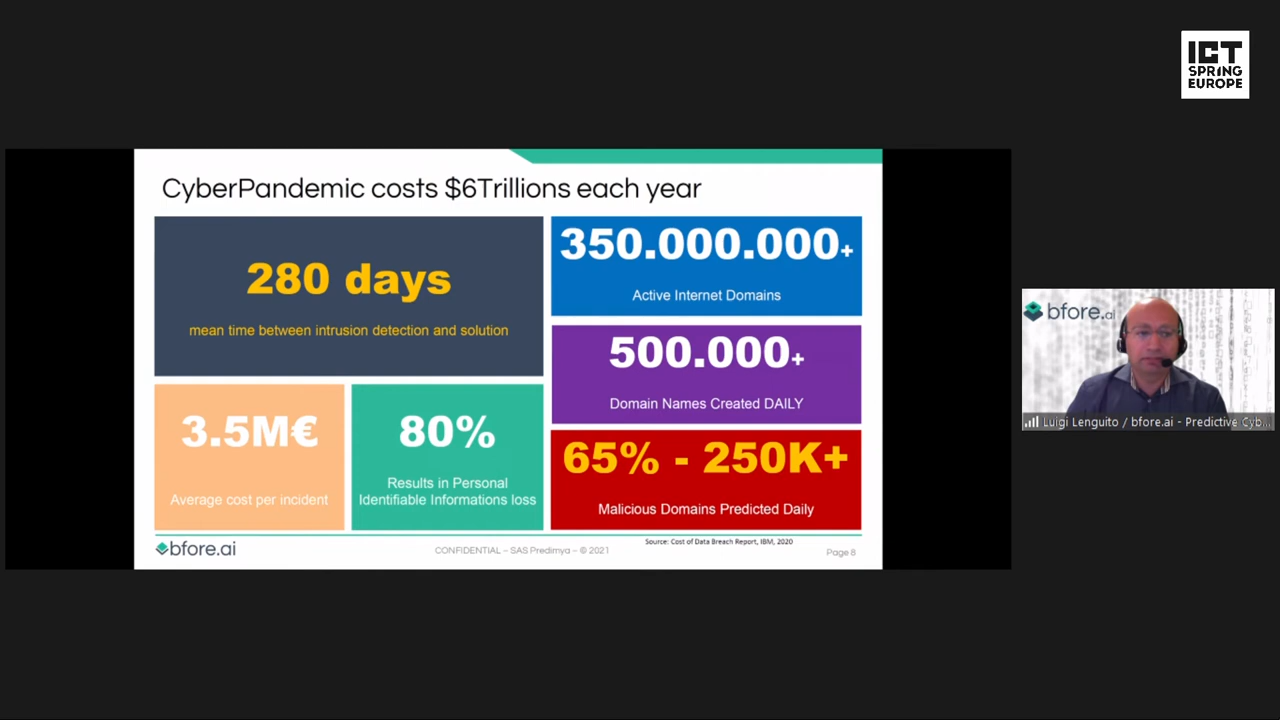 ICT
SPRING
EUROPE
CyberPandemic costs $6Trillions each year
280 days
mean time between intrusion detection and solution
350.000.000+
Active Internet Domains
500.000+
Domain Names Created DAILY
3.5M€
Average cost per incident
80%
Results in Personal
Identifiable Informations loss
65% - 250K+
Malicious Domains Predicted Daily
bfore.ai
CONFIDENTIAL – SAS Predimya – © 2021
Source: Cost of Data Breach Report, IBM, 2020
Page 8
bfore.ai
Luigi Lenguito / bfore.ai - Predictive Cyb...